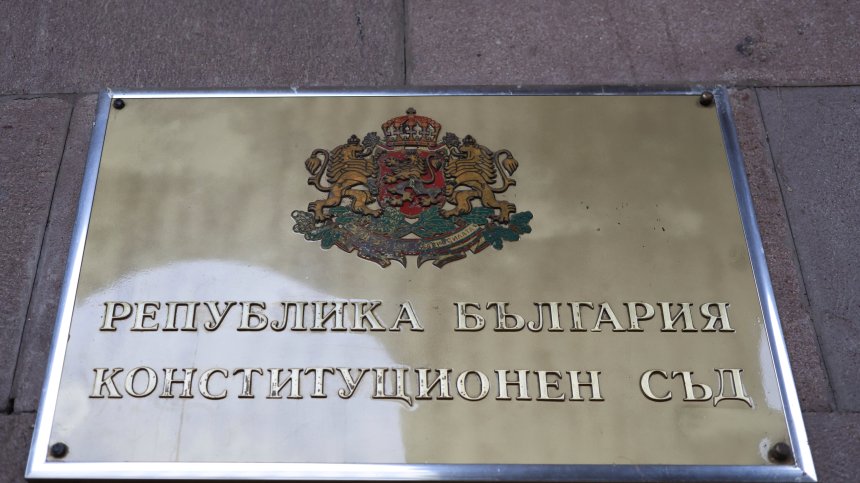 РЕПУБЛИКА БЪЛГАРИЯ
КОНСТИТУЦИОНЕН СЪД